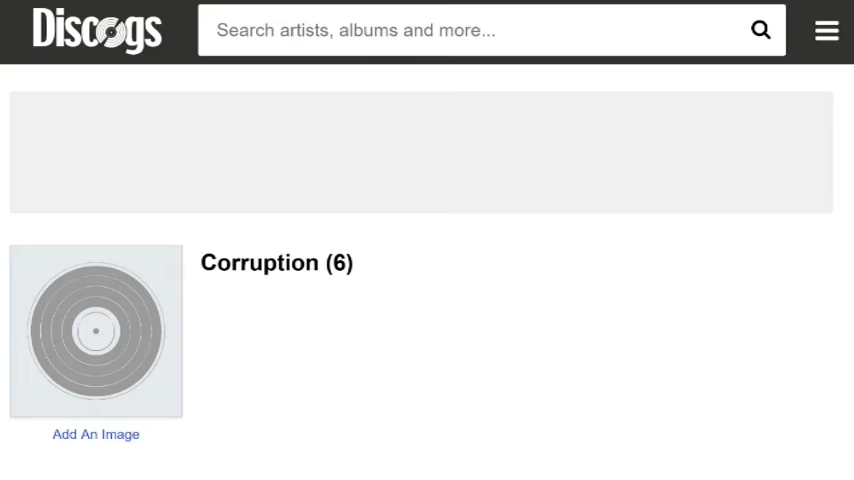 Discogs
Search artists, albums and more...
Corruption (6)
Add An Image